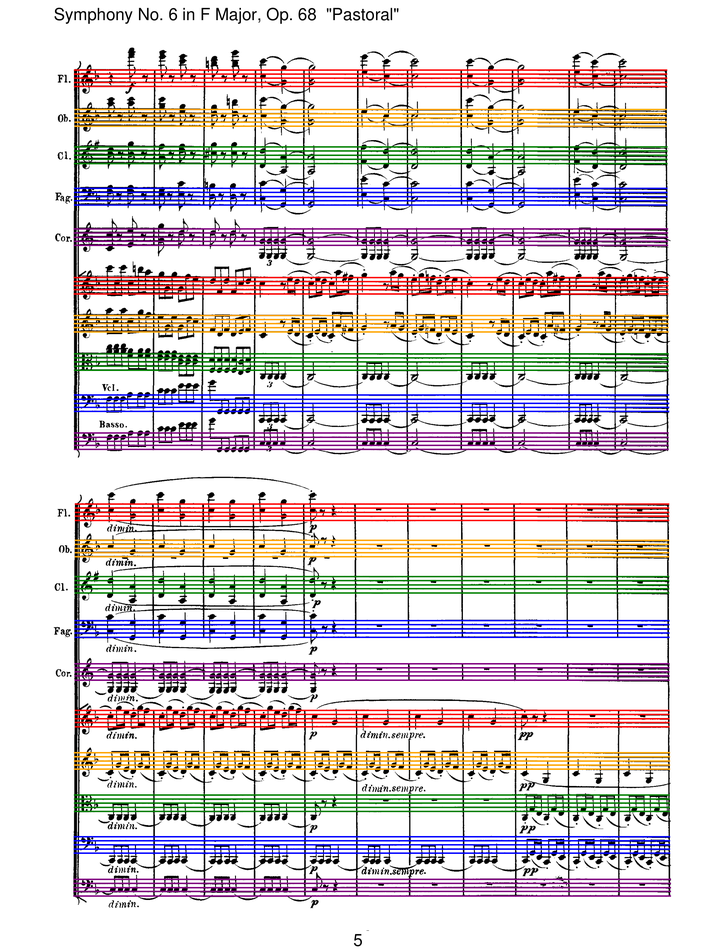 Symphony No. 6 in F Major, Op. 68 "Pastoral"
Fl.
f
Ob.
Cl.
Fag.
Cor.
3
3
Vcl.
Basso.
3
Fl.
dimin. p
Ob.
dimin. p
Cl.
dimin. p
Fag.
dimin. p
Cor.
dimin. p
dimin. p dimin.sempre. pp
dimin. dimin.sempre. pp
dimin. p pp
dimin. p dimin.sempre. pp
dimin. p
5